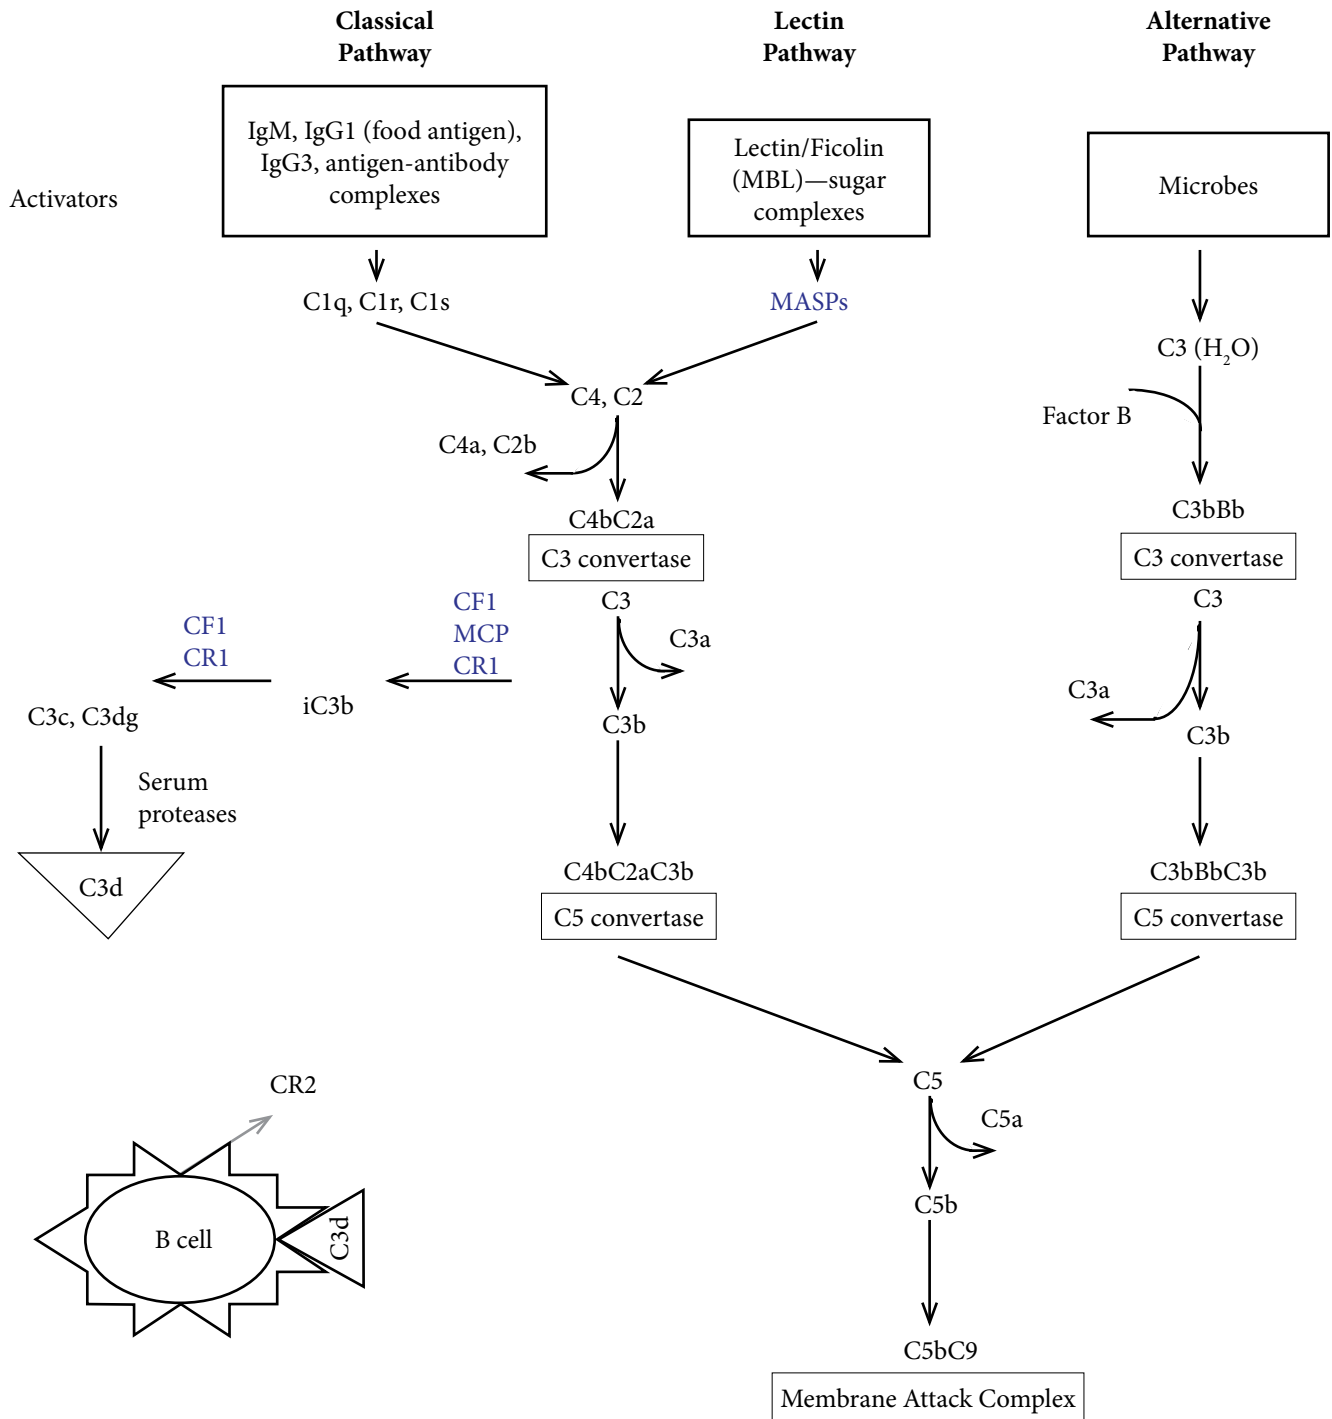 Classical
Pathway
Lectin
Pathway
Alternative
Pathway
Activators
IgM, IgG1 (food antigen),
IgG3, antigen-antibody
complexes
Lectin/Ficolin
(MBL)—sugar
complexes
Microbes
C1q, C1r, C1s
MASPs
C3 (H₂O)
C4, C2
Factor B
C4a, C2b
C4bC2a
C3 convertase
C3bBb
C3 convertase
C3
C3a
C3b
CF1
MCP
CR1
iC3b
CF1
CR1
C3c, C3dg
Serum
proteases
C3d
C3
C3a
C3b
C4bC2aC3b
C5 convertase
C3bBbC3b
C5 convertase
C5
C5a
C5b
C5bC9
Membrane Attack Complex
CR2
B cell
C3d